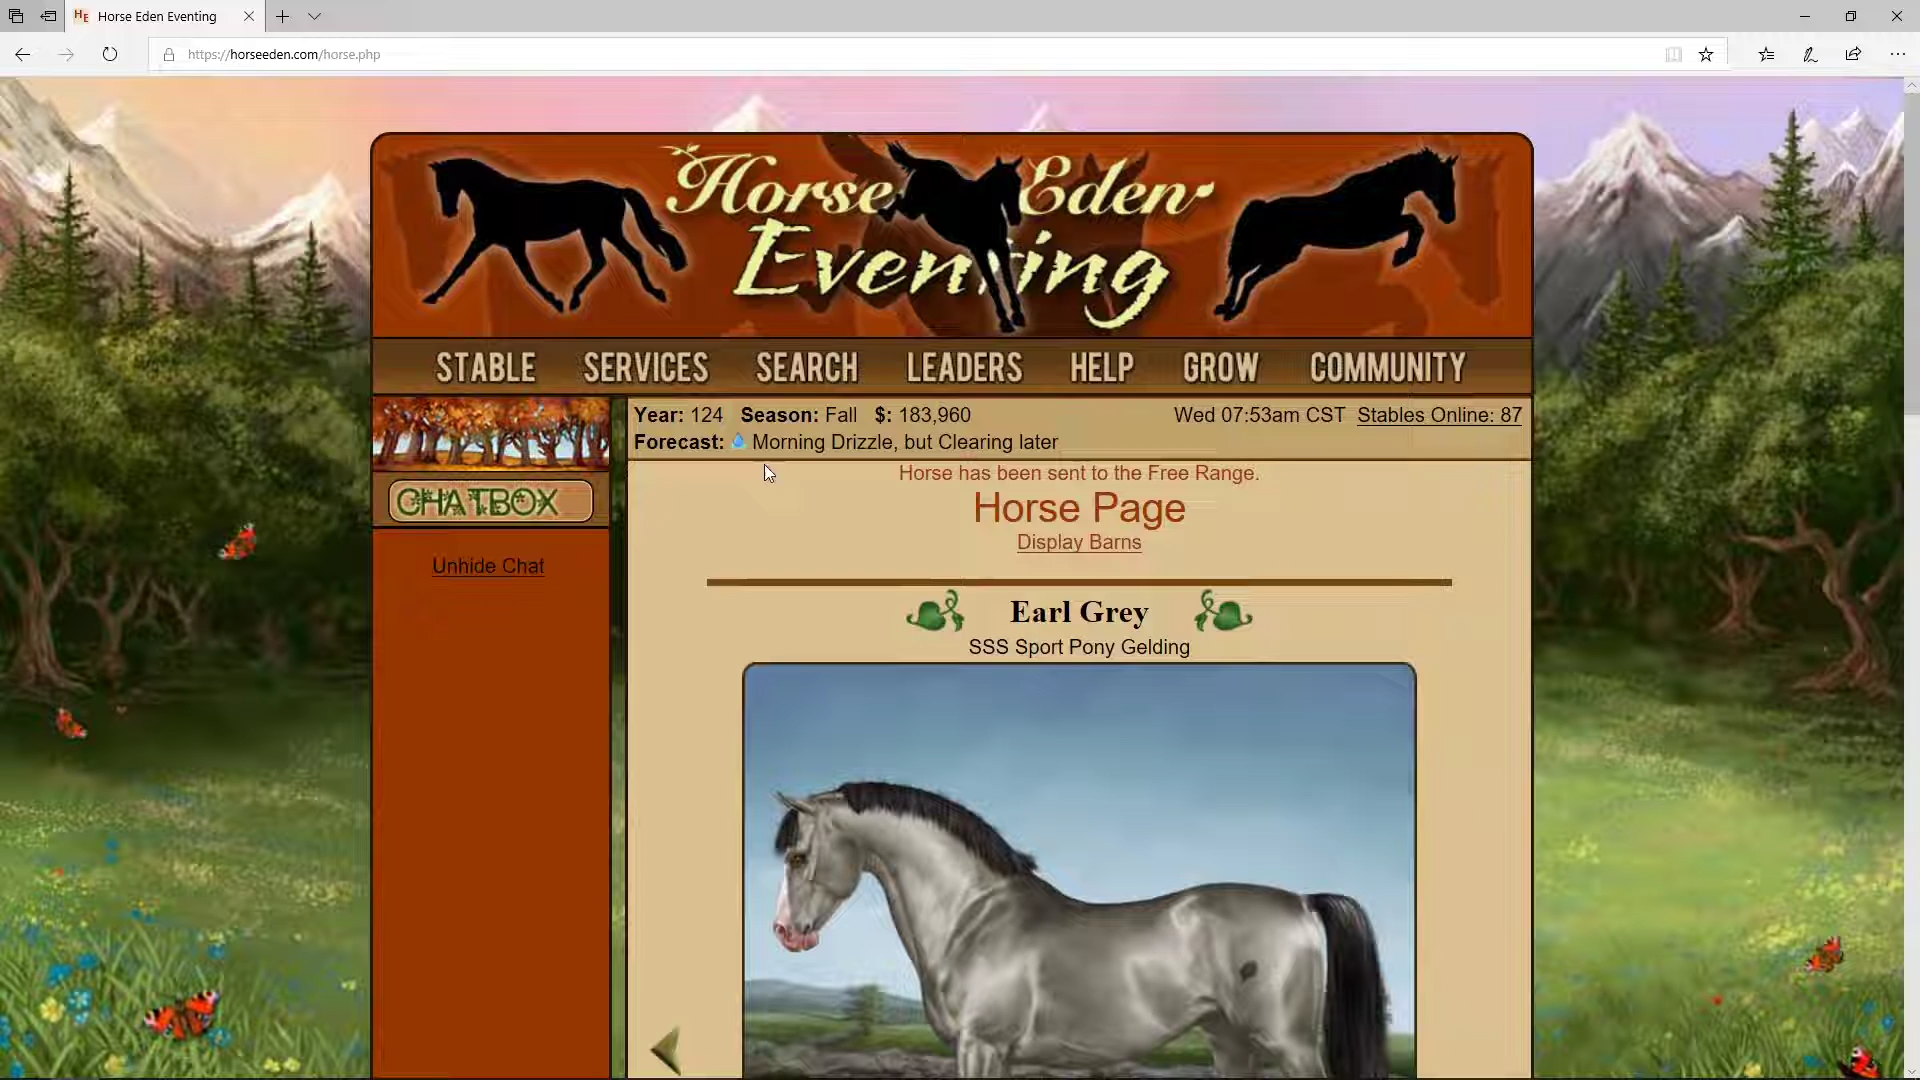 Horse Eden Eventing
https://horseeden.com/horse.php
Horse Eden
Eventing
STABLE SERVICES SEARCH LEADERS HELP GROW COMMUNITY
Year: 124 Season: Fall $: 183,960 Wed 07:53am CST Stables Online: 87
Forecast: Morning Drizzle, but Clearing later
CHATBOX
Unhide Chat
Horse has been sent to the Free Range.
Horse Page
Display Barns
Earl Grey
SSS Sport Pony Gelding